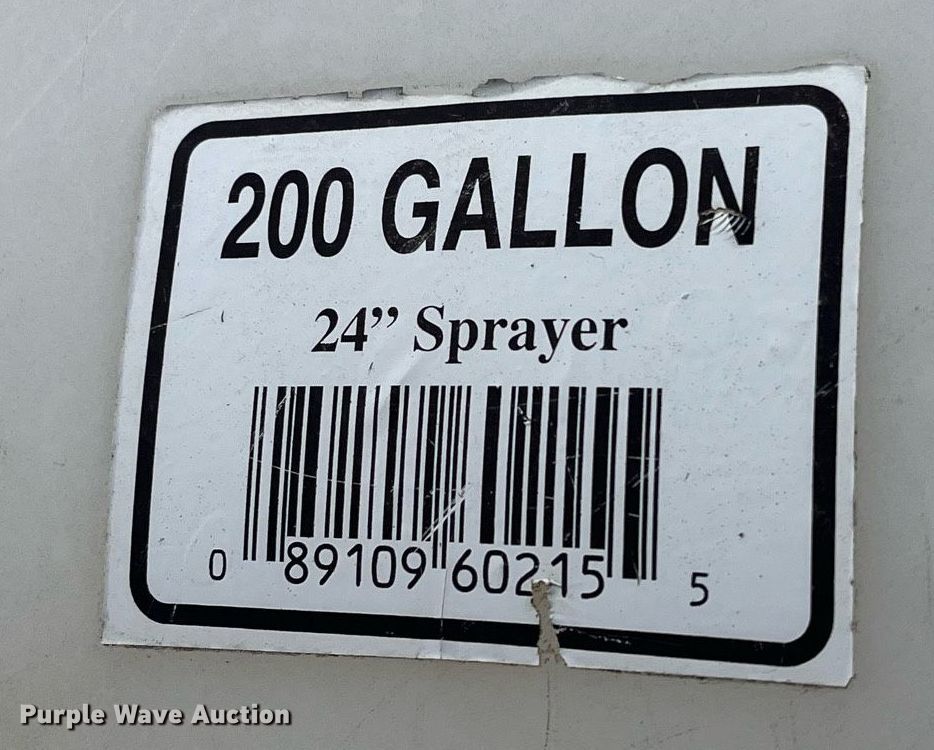 200 GALLON
24” Sprayer
0 89109 60215 5
Purple Wave Auction